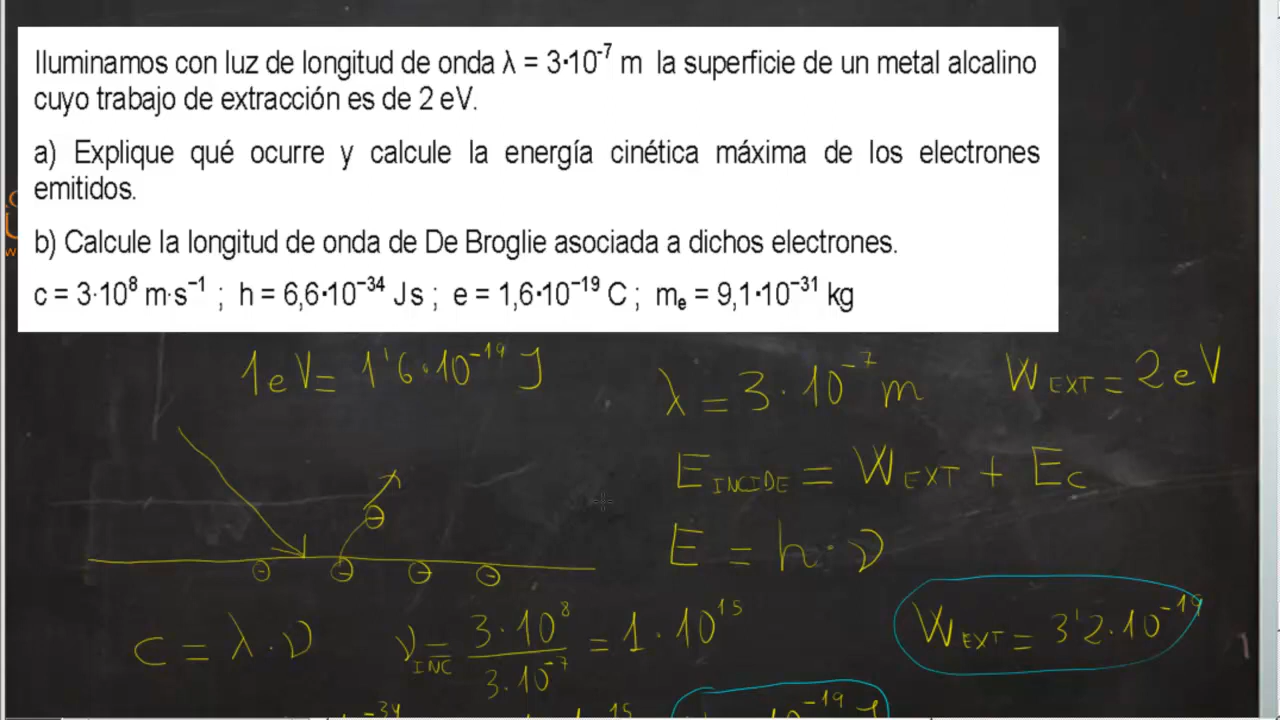 Iluminamos con luz de longitud de onda λ = 3·10⁻⁷ m la superficie de un metal alcalino
cuyo trabajo de extracción es de 2 eV.
a) Explique qué ocurre y calcule la energía cinética máxima de los electrones
emitidos.
b) Calcule la longitud de onda de De Broglie asociada a dichos electrones.
c = 3·10⁸ m·s⁻¹ ; h = 6,6·10⁻³⁴ J s ; e = 1,6·10⁻¹⁹ C ; mₑ = 9,1·10⁻³¹ kg
1eV = 1'6·10⁻¹⁹ J
λ = 3·10⁻⁷ m
W EXT = 2eV
E INCIDE = W EXT + Ec
E = h·ν
c = λ·ν
ν INC = 3·10⁸ / 3·10⁻⁷ = 1·10¹⁵
W EXT = 3'2·10⁻¹⁹